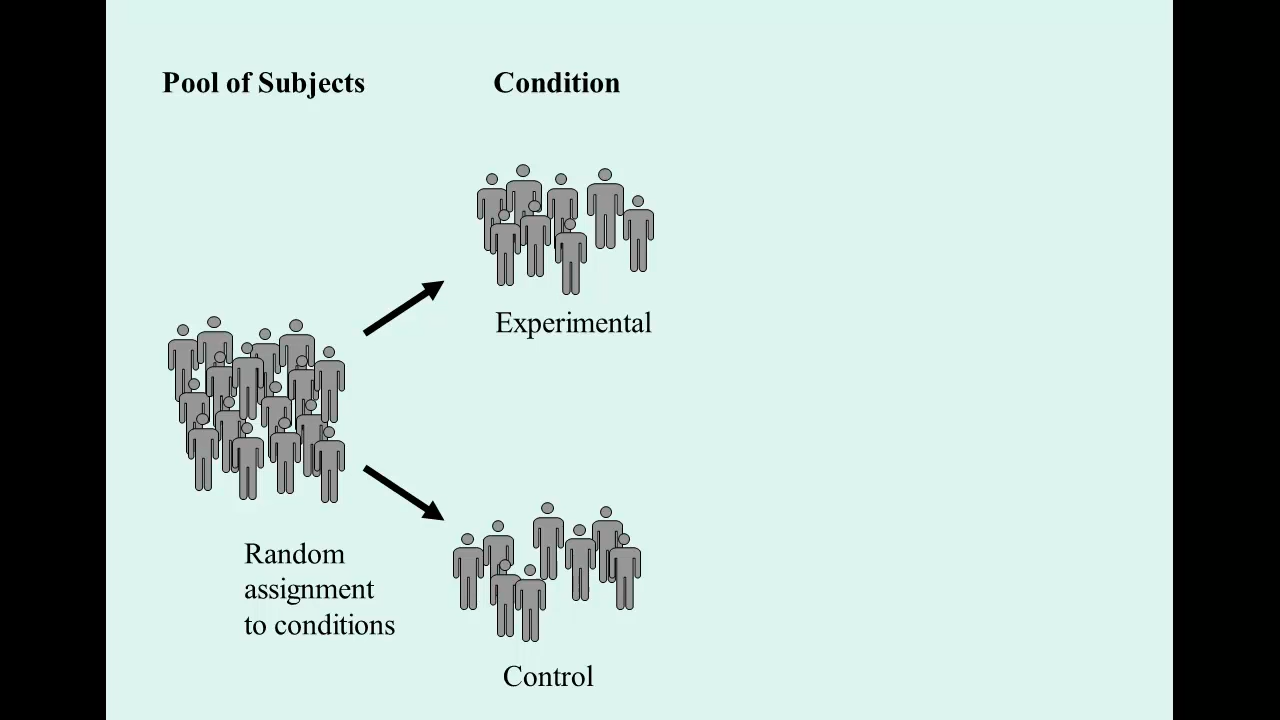 Pool of Subjects
Condition
Experimental
Random
assignment
to conditions
Control